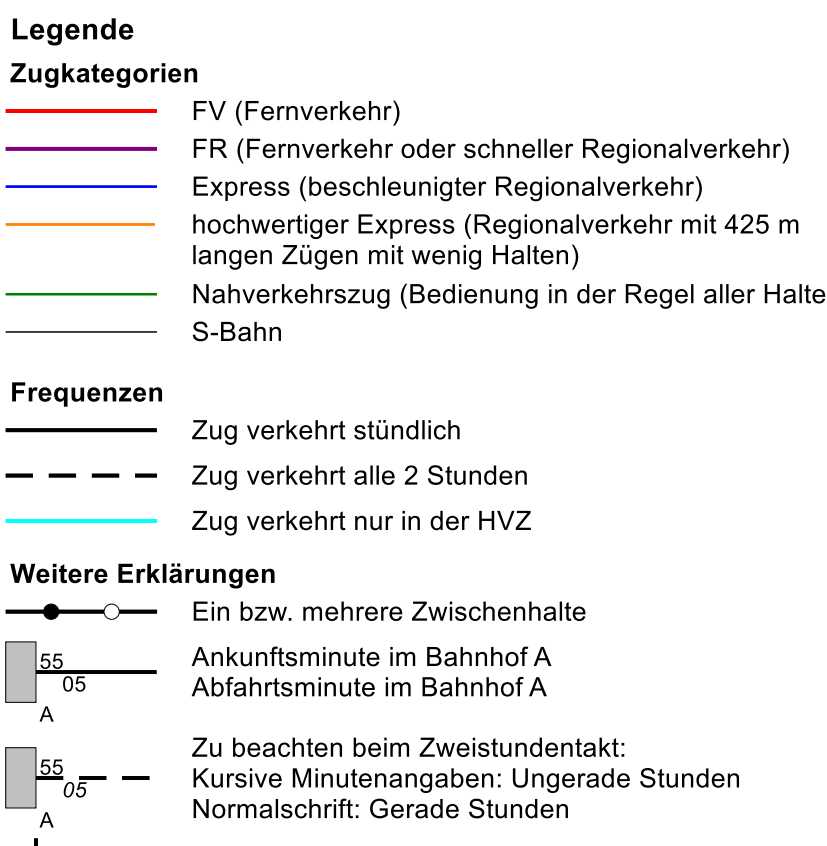 Legende
Zugkategorien
FV (Fernverkehr)
FR (Fernverkehr oder schneller Regionalverkehr)
Express (beschleunigter Regionalverkehr)
hochwertiger Express (Regionalverkehr mit 425 m
langen Zügen mit wenig Halten)
Nahverkehrszug (Bedienung in der Regel aller Halte
S-Bahn
Frequenzen
Zug verkehrt stündlich
Zug verkehrt alle 2 Stunden
Zug verkehrt nur in der HVZ
Weitere Erklärungen
Ein bzw. mehrere Zwischenhalte
55
05
A
Ankunftsminute im Bahnhof A
Abfahrtsminute im Bahnhof A
55
05
A
Zu beachten beim Zweistundentakt:
Kursive Minutenangaben: Ungerade Stunden
Normalschrift: Gerade Stunden